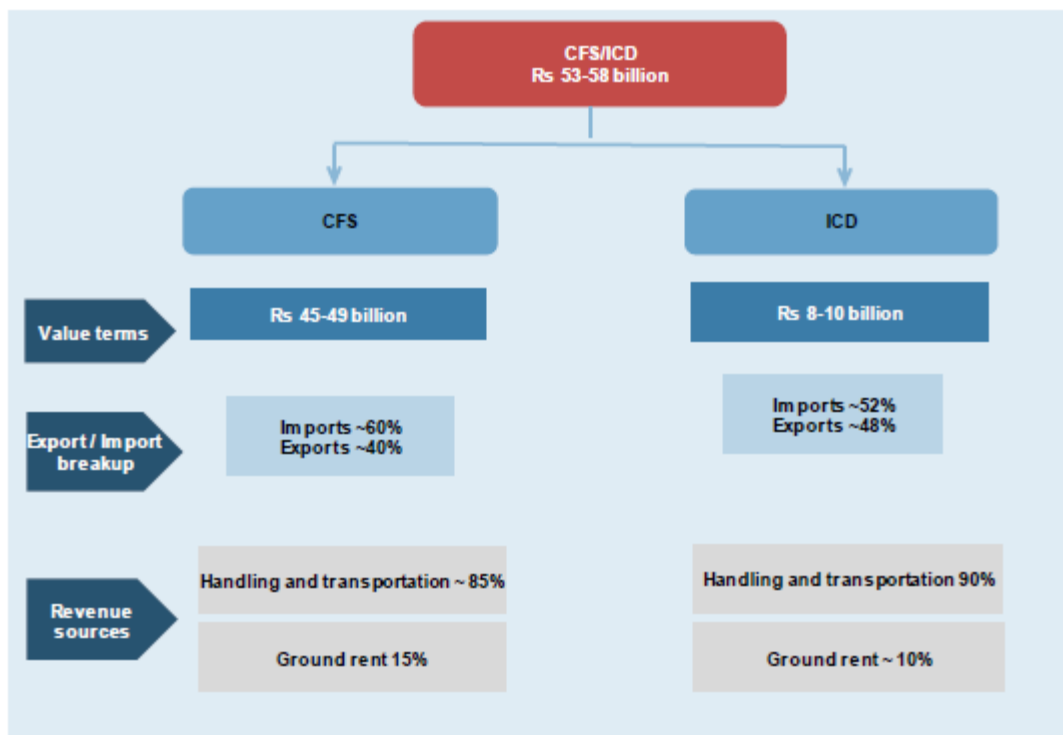 CFS/ICD
Rs 53-58 billion
CFS
ICD
Value terms
Rs 45-49 billion
Rs 8-10 billion
Export / Import
breakup
Imports ~60%
Exports ~40%
Imports ~52%
Exports ~48%
Revenue
sources
Handling and transportation ~ 85%
Handling and transportation 90%
Ground rent 15%
Ground rent ~ 10%